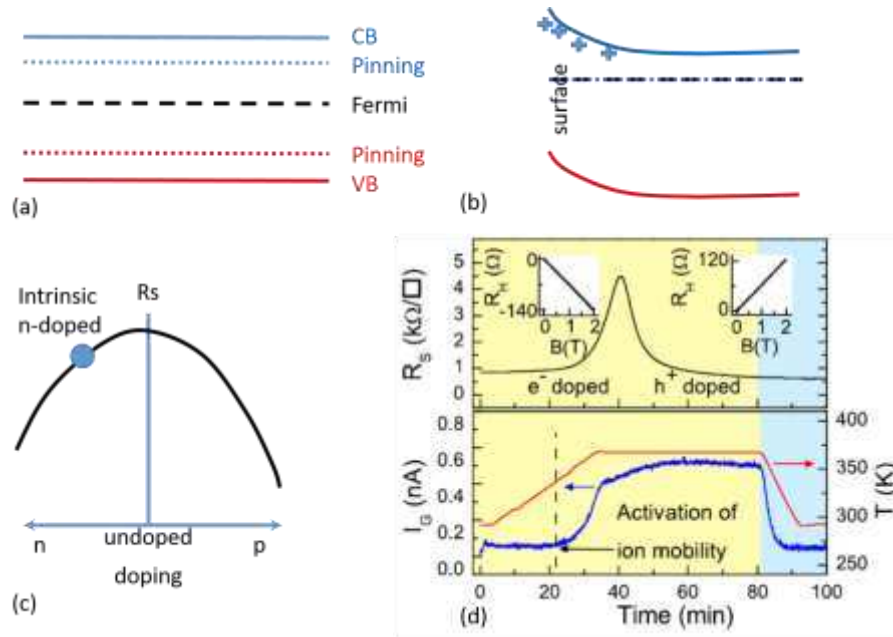 CB
Pinning
Fermi
Pinning
VB
(a)
surface
(b)
Intrinsic
n-doped
Rs
n
undoped
p
doping
(c)
R_S (kΩ/□)
5
4
3
2
1
0
R_H (Ω)
0
-140
0 1 2
B(T)
R_H (Ω)
120
0
0 1 2
B(T)
e⁻ doped
h⁺ doped
I_G (nA)
0.8
0.6
0.4
0.2
0.0
Activation of
ion mobility
400
350
300
250
T (K)
0 20 40 60 80 100
(d)
Time (min)